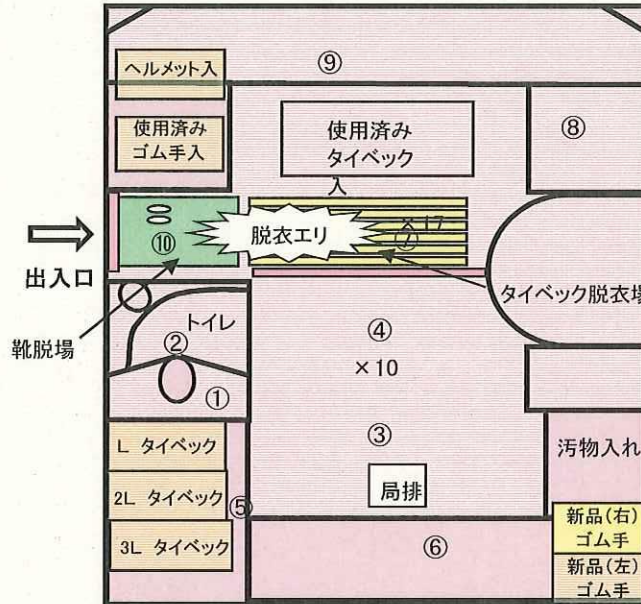 ⑨
ヘルメット入
使用済み
ゴム手入
使用済み
タイベック
入
⑧
⑩
脱衣エリ
×17
⑦
出入口
靴脱場
タイベック脱衣場
トイレ
②
①
④
×10
③
局排
L タイベック
2L タイベック
3L タイベック
⑤
⑥
汚物入れ
新品(右)
ゴム手
新品(左)
ゴム手